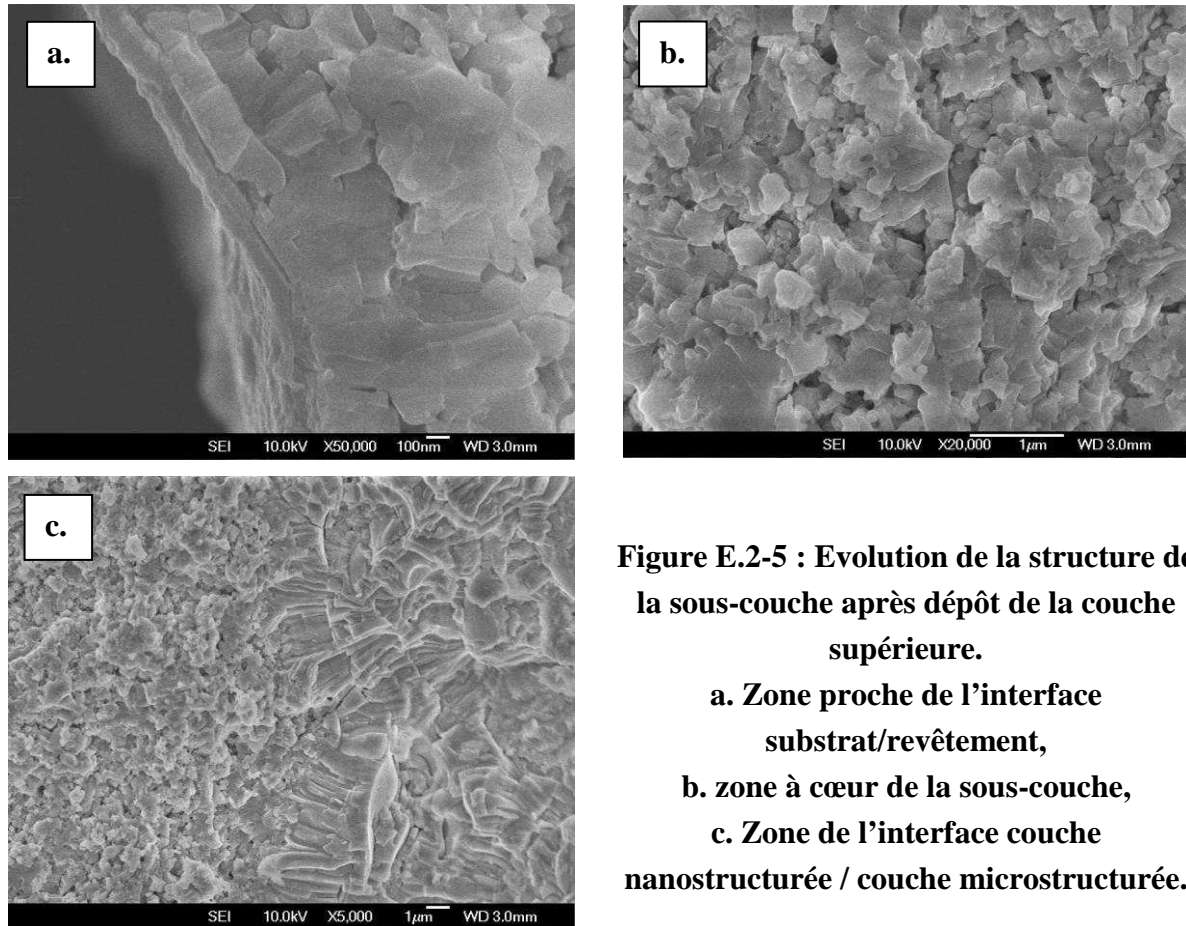 a.
SEI 10.0kV X50,000 100nm WD 3.0mm
b.
SEI 10.0kV X20,000 1µm WD 3.0mm
c.
SEI 10.0kV X5,000 1µm WD 3.0mm
Figure E.2-5 : Evolution de la structure de
la sous-couche après dépôt de la couche
supérieure.
a. Zone proche de l’interface
substrat/revêtement,
b. zone à cœur de la sous-couche,
c. Zone de l’interface couche
nanostructurée / couche microstructurée.